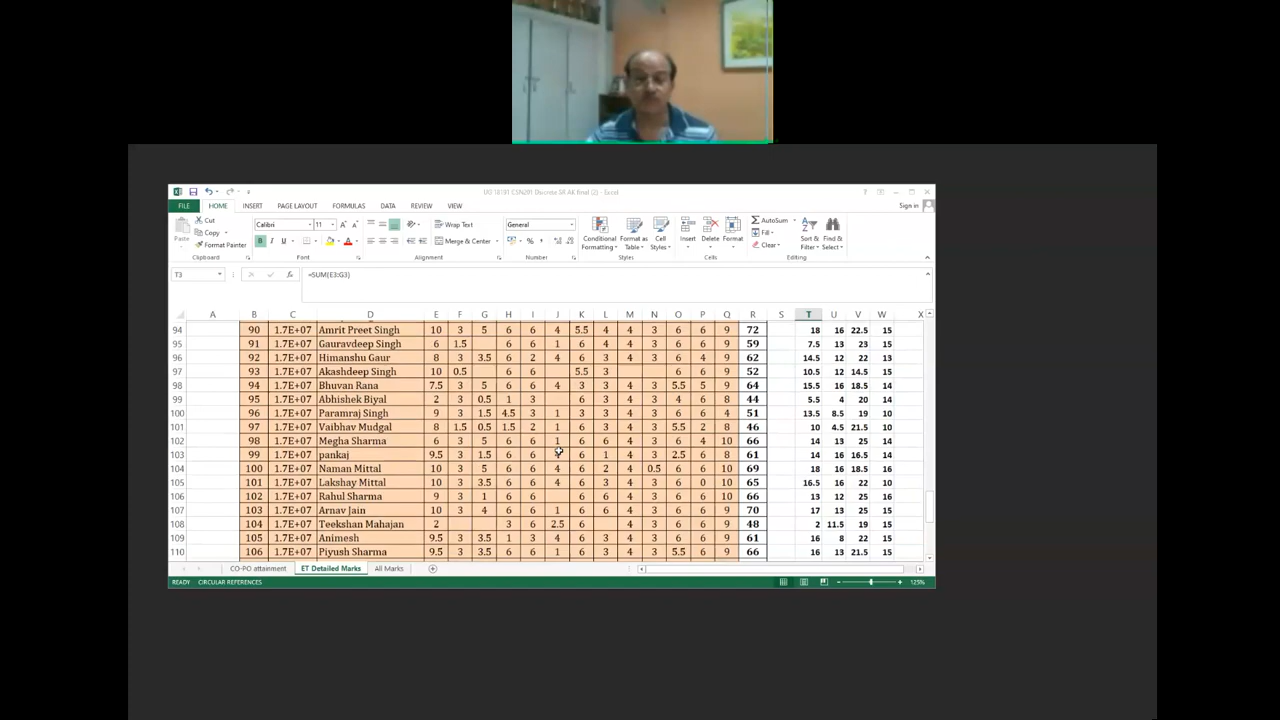 UG 18191 CSN201 Discrete SR AK final (2) - Excel
FILE HOME INSERT PAGE LAYOUT FORMULAS DATA REVIEW VIEW Sign in
Paste Cut Copy Format Painter Clipboard
Calibri 11 B I U Font
Wrap Text Merge & Center Alignment
General % Number
Conditional Formatting Format as Table Cell Styles Styles
Insert Delete Format Cells
AutoSum Fill Clear Sort & Filter Find & Select Editing
T3 fx =SUM(E3:G3)
A B C D E F G H I J K L M N O P Q R S T U V W X
94 90 1.7E+07 Amrit Preet Singh 10 3 5 6 6 4 5.5 4 4 3 6 6 9 72 18 16 22.5 15
95 91 1.7E+07 Gauravdeep Singh 6 1.5 6 6 1 6 4 4 3 6 6 9 59 7.5 13 23 15
96 92 1.7E+07 Himanshu Gaur 8 3 3.5 6 2 4 6 3 4 3 6 4 9 62 14.5 12 22 13
97 93 1.7E+07 Akashdeep Singh 10 0.5 6 6 5.5 3 6 6 9 52 10.5 12 14.5 15
98 94 1.7E+07 Bhuvan Rana 7.5 3 5 6 6 4 3 3 4 3 5.5 5 9 64 15.5 16 18.5 14
99 95 1.7E+07 Abhishek Biyal 2 3 0.5 1 3 6 3 4 3 4 6 8 44 5.5 4 20 14
100 96 1.7E+07 Paramraj Singh 9 3 1.5 4.5 3 1 3 3 4 3 6 6 4 51 13.5 8.5 19 10
101 97 1.7E+07 Vaibhav Mudgal 8 1.5 0.5 1.5 2 1 6 3 4 3 5.5 2 8 46 10 4.5 21.5 10
102 98 1.7E+07 Megha Sharma 6 3 5 6 6 1 6 6 4 3 6 4 10 66 14 13 25 14
103 99 1.7E+07 pankaj 9.5 3 1.5 6 6 6 1 4 3 2.5 6 8 61 14 16 16.5 14
104 100 1.7E+07 Naman Mittal 10 3 5 6 6 4 6 2 4 0.5 6 6 10 69 18 16 18.5 16
105 101 1.7E+07 Lakshay Mittal 10 3 3.5 6 6 4 6 3 4 3 6 0 10 65 16.5 16 22 10
106 102 1.7E+07 Rahul Sharma 9 3 1 6 6 6 6 4 3 6 6 10 66 13 12 25 16
107 103 1.7E+07 Arnav Jain 10 3 4 6 6 1 6 6 4 3 6 6 9 70 17 13 25 15
108 104 1.7E+07 Teekshan Mahajan 2 3 6 2.5 6 4 3 6 6 9 48 2 11.5 19 15
109 105 1.7E+07 Animesh 9.5 3 3.5 1 3 4 6 3 4 3 6 6 9 61 16 8 22 15
110 106 1.7E+07 Piyush Sharma 9.5 3 3.5 6 6 1 6 3 4 3 5.5 6 9 66 16 13 21.5 15
CO-PO attainment ET Detailed Marks All Marks
READY CIRCULAR REFERENCES 125%